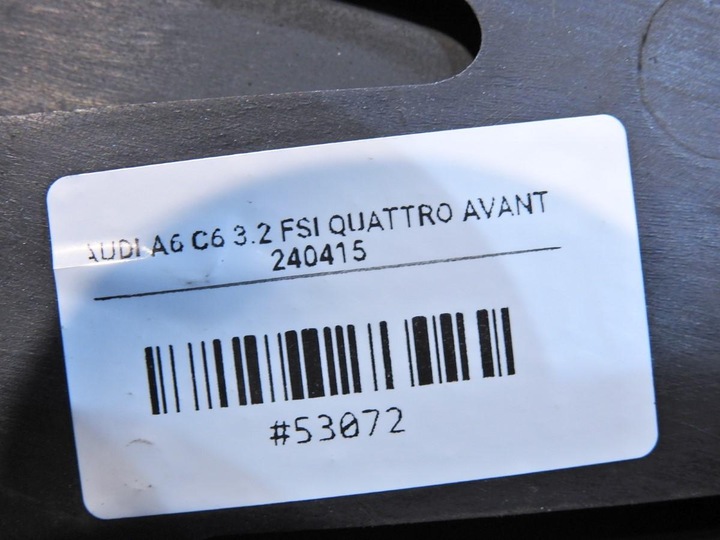 AUDI A6 C6 3.2 FSI QUATTRO AVANT
240415
#53072